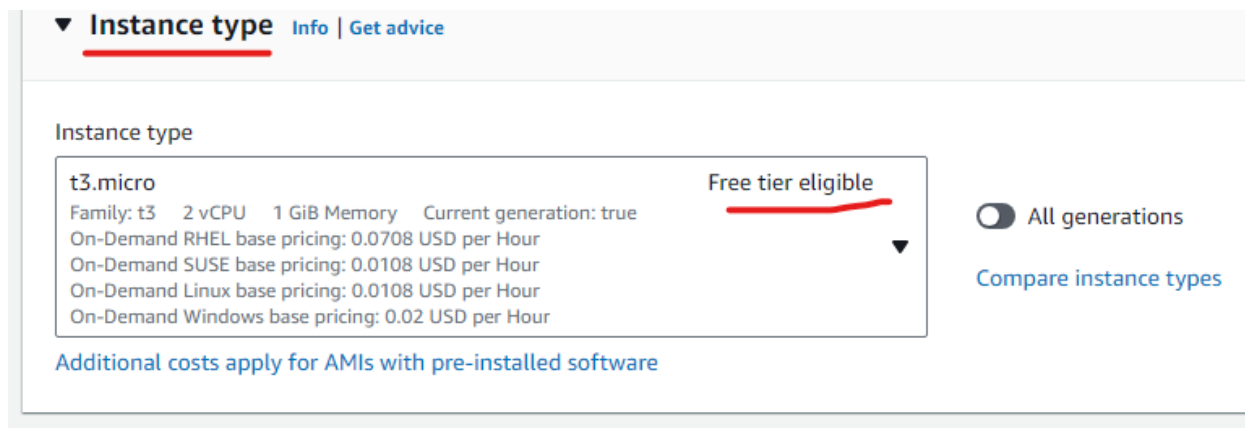 Instance type Info | Get advice
Instance type
t3.micro Free tier eligible
Family: t3 2 vCPU 1 GiB Memory Current generation: true
On-Demand RHEL base pricing: 0.0708 USD per Hour
On-Demand SUSE base pricing: 0.0108 USD per Hour
On-Demand Linux base pricing: 0.0108 USD per Hour
On-Demand Windows base pricing: 0.02 USD per Hour
All generations
Compare instance types
Additional costs apply for AMIs with pre-installed software